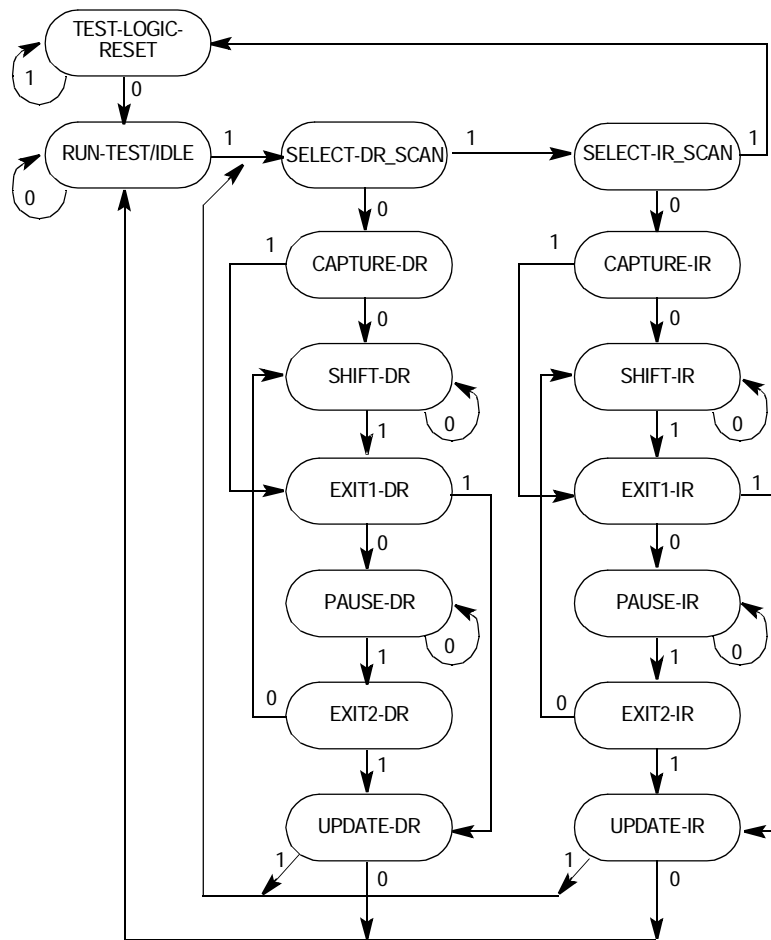 TEST-LOGIC-
RESET
1
0
RUN-TEST/IDLE
1
SELECT-DR_SCAN
1
SELECT-IR_SCAN
1
0
0
0
1
CAPTURE-DR
1
CAPTURE-IR
0
0
SHIFT-DR
0
SHIFT-IR
0
1
1
EXIT1-DR
1
EXIT1-IR
1
0
0
PAUSE-DR
0
PAUSE-IR
0
1
1
0
EXIT2-DR
0
EXIT2-IR
1
1
UPDATE-DR
UPDATE-IR
1
0
1
0